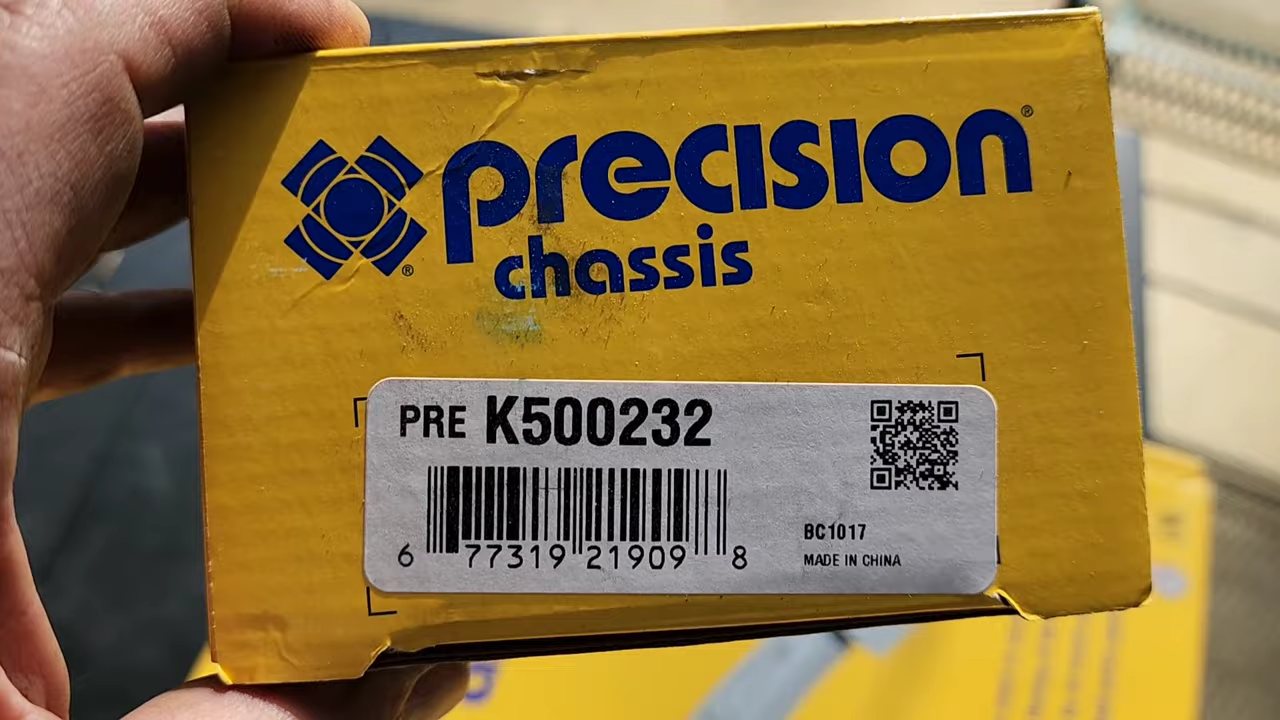 precision®
chassis
®
PRE K500232
6 77319 21909 8
BC1017
MADE IN CHINA